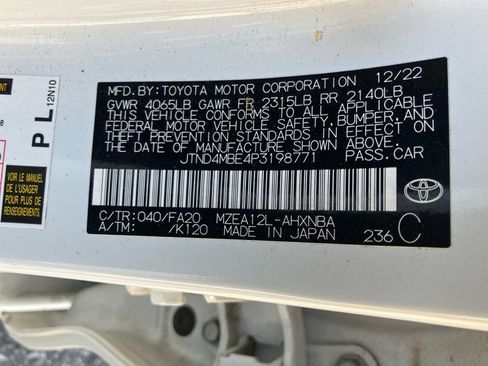 MFD.BY:TOYOTA MOTOR CORPORATION 12/22
GVWR 4065LB GAWR FR 2315LB RR 2140LB
THIS VEHICLE CONFORMS TO ALL APPLICABLE
FEDERAL MOTOR VEHICLE SAFETY,BUMPER,AND
THEFT PREVENTION STANDARDS IN EFFECT ON
THE DATE OF MANUFACTURE SHOWN ABOVE.
JTND4MBE4P3198771 PASS.CAR
C/TR:040/FA20 MZEA12L-AHXNBA
A/TM: /K120 MADE IN JAPAN 236 C
TOYOTA
P L 12N10
VOIR LE MANUEL
DE L'USAGER
POUR PLUS